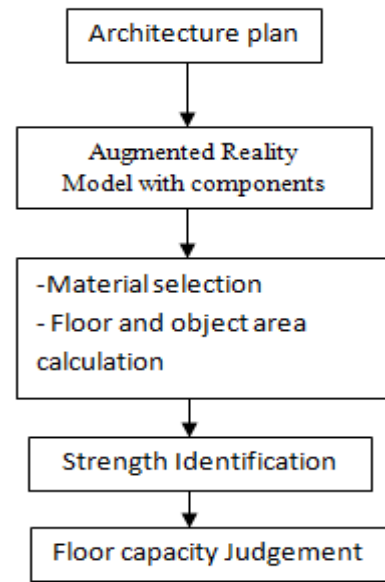 Architecture plan
Augmented Reality
Model with components
-Material selection
- Floor and object area
calculation
Strength Identification
Floor capacity Judgement